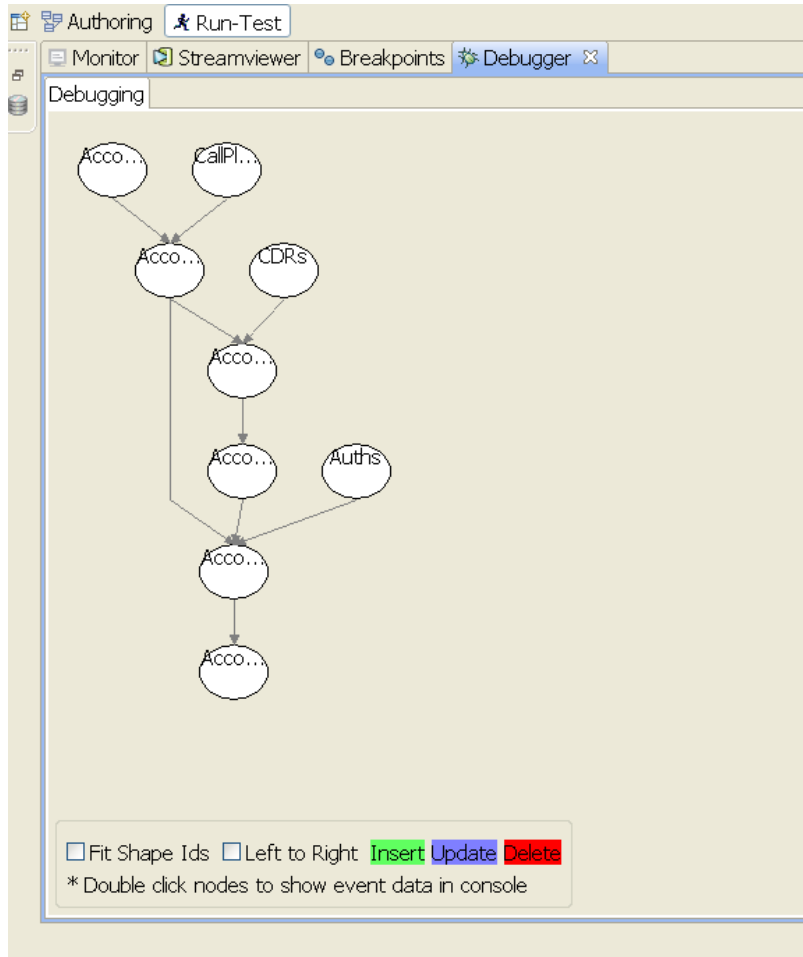 Authoring Run-Test
Monitor Streamviewer Breakpoints Debugger
Debugging
Acco... CallPl...
Acco... CDRs
Acco...
Acco... Auths
Acco...
Acco...
Fit Shape Ids Left to Right Insert Update Delete
* Double click nodes to show event data in console